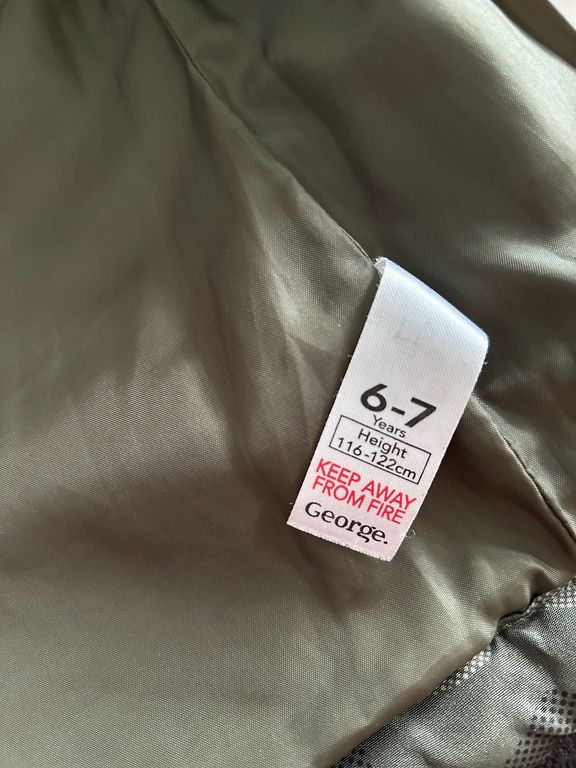 6-7
Years
Height
116-122cm
KEEP AWAY
FROM FIRE
George.